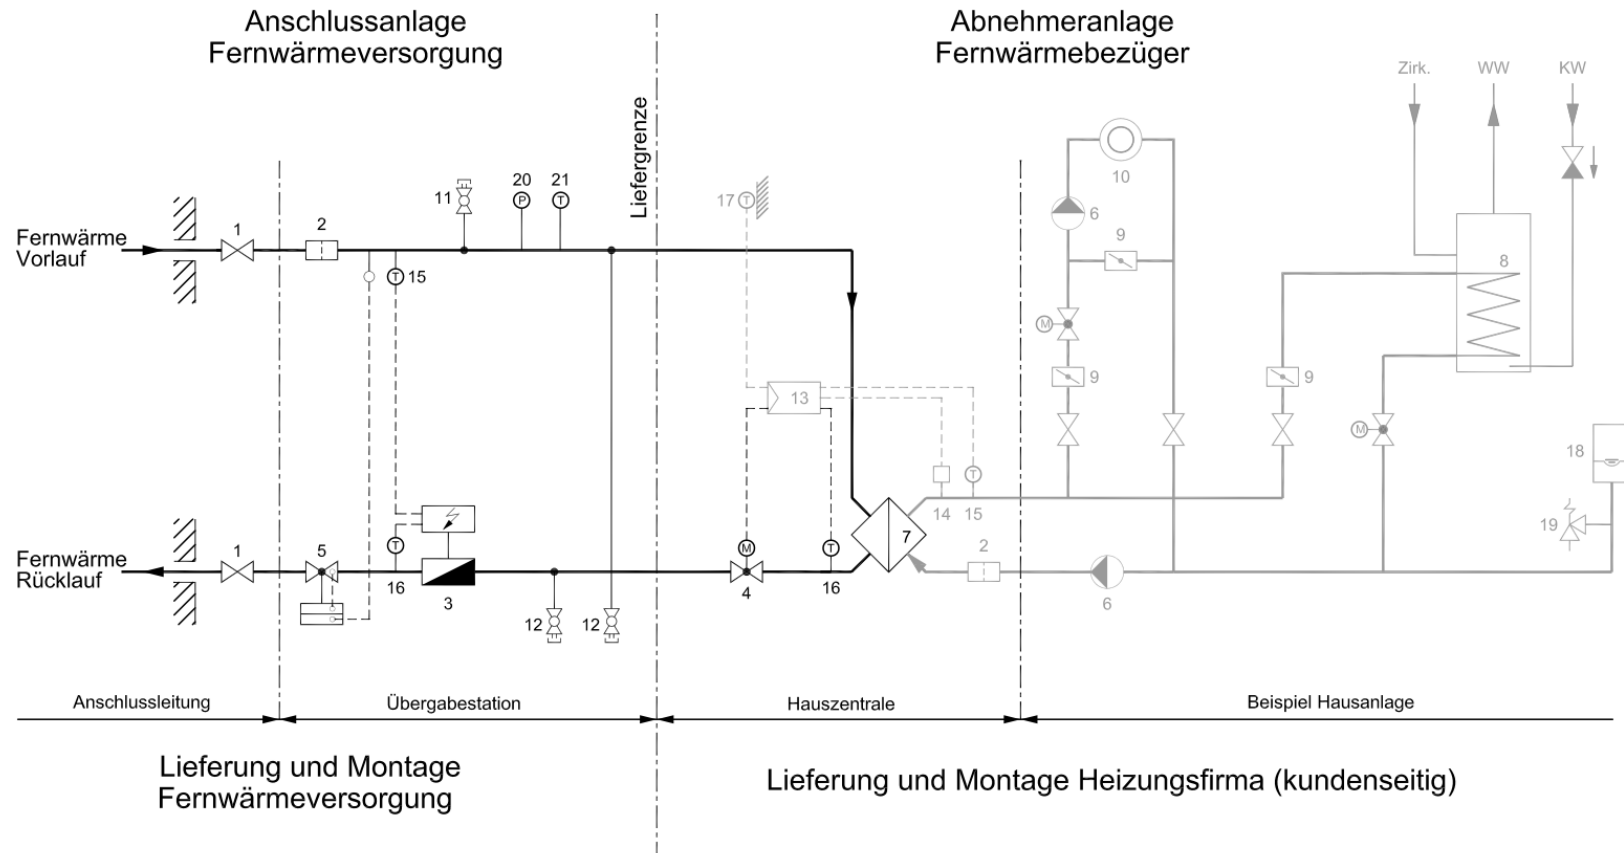 Anschlussanlage
Fernwärmeversorgung
Abnehmeranlage
Fernwärmebezüger
Liefergrenze
Zirk.
WW
KW
11
20
21
P
T
17
T
10
6
9
8
1
2
Fernwärme
Vorlauf
T
15
M
9
9
13
M
18
14
T
15
19
Fernwärme
Rücklauf
1
5
T
16
3
M
4
T
16
7
2
6
12
12
Anschlussleitung
Übergabestation
Hauszentrale
Beispiel Hausanlage
Lieferung und Montage
Fernwärmeversorgung
Lieferung und Montage Heizungsfirma (kundenseitig)